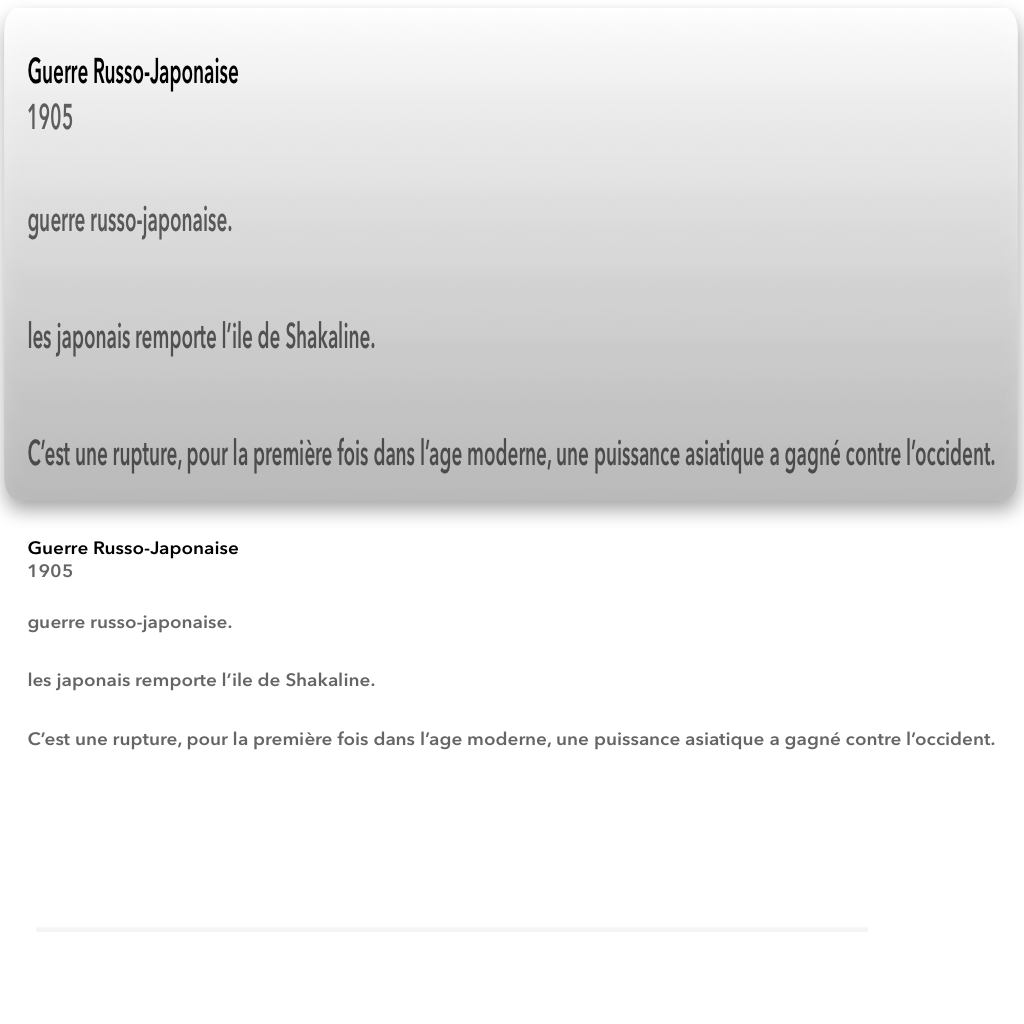 Guerre Russo-Japonaise
1905
guerre russo-japonaise.
les japonais remporte l’ile de Shakaline.
C’est une rupture, pour la première fois dans l’age moderne, une puissance asiatique a gagné contre l’occident.
Guerre Russo-Japonaise
1905
guerre russo-japonaise.
les japonais remporte l’ile de Shakaline.
C’est une rupture, pour la première fois dans l’age moderne, une puissance asiatique a gagné contre l’occident.